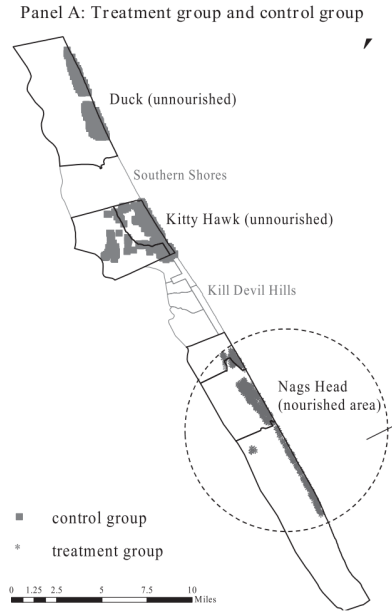 Panel A: Treatment group and control group
Duck (unnourished)
Southern Shores
Kitty Hawk (unnourished)
Kill Devil Hills
Nags Head
(nourished area)
control group
treatment group
0 1.25 2.5 5 7.5 10
Miles